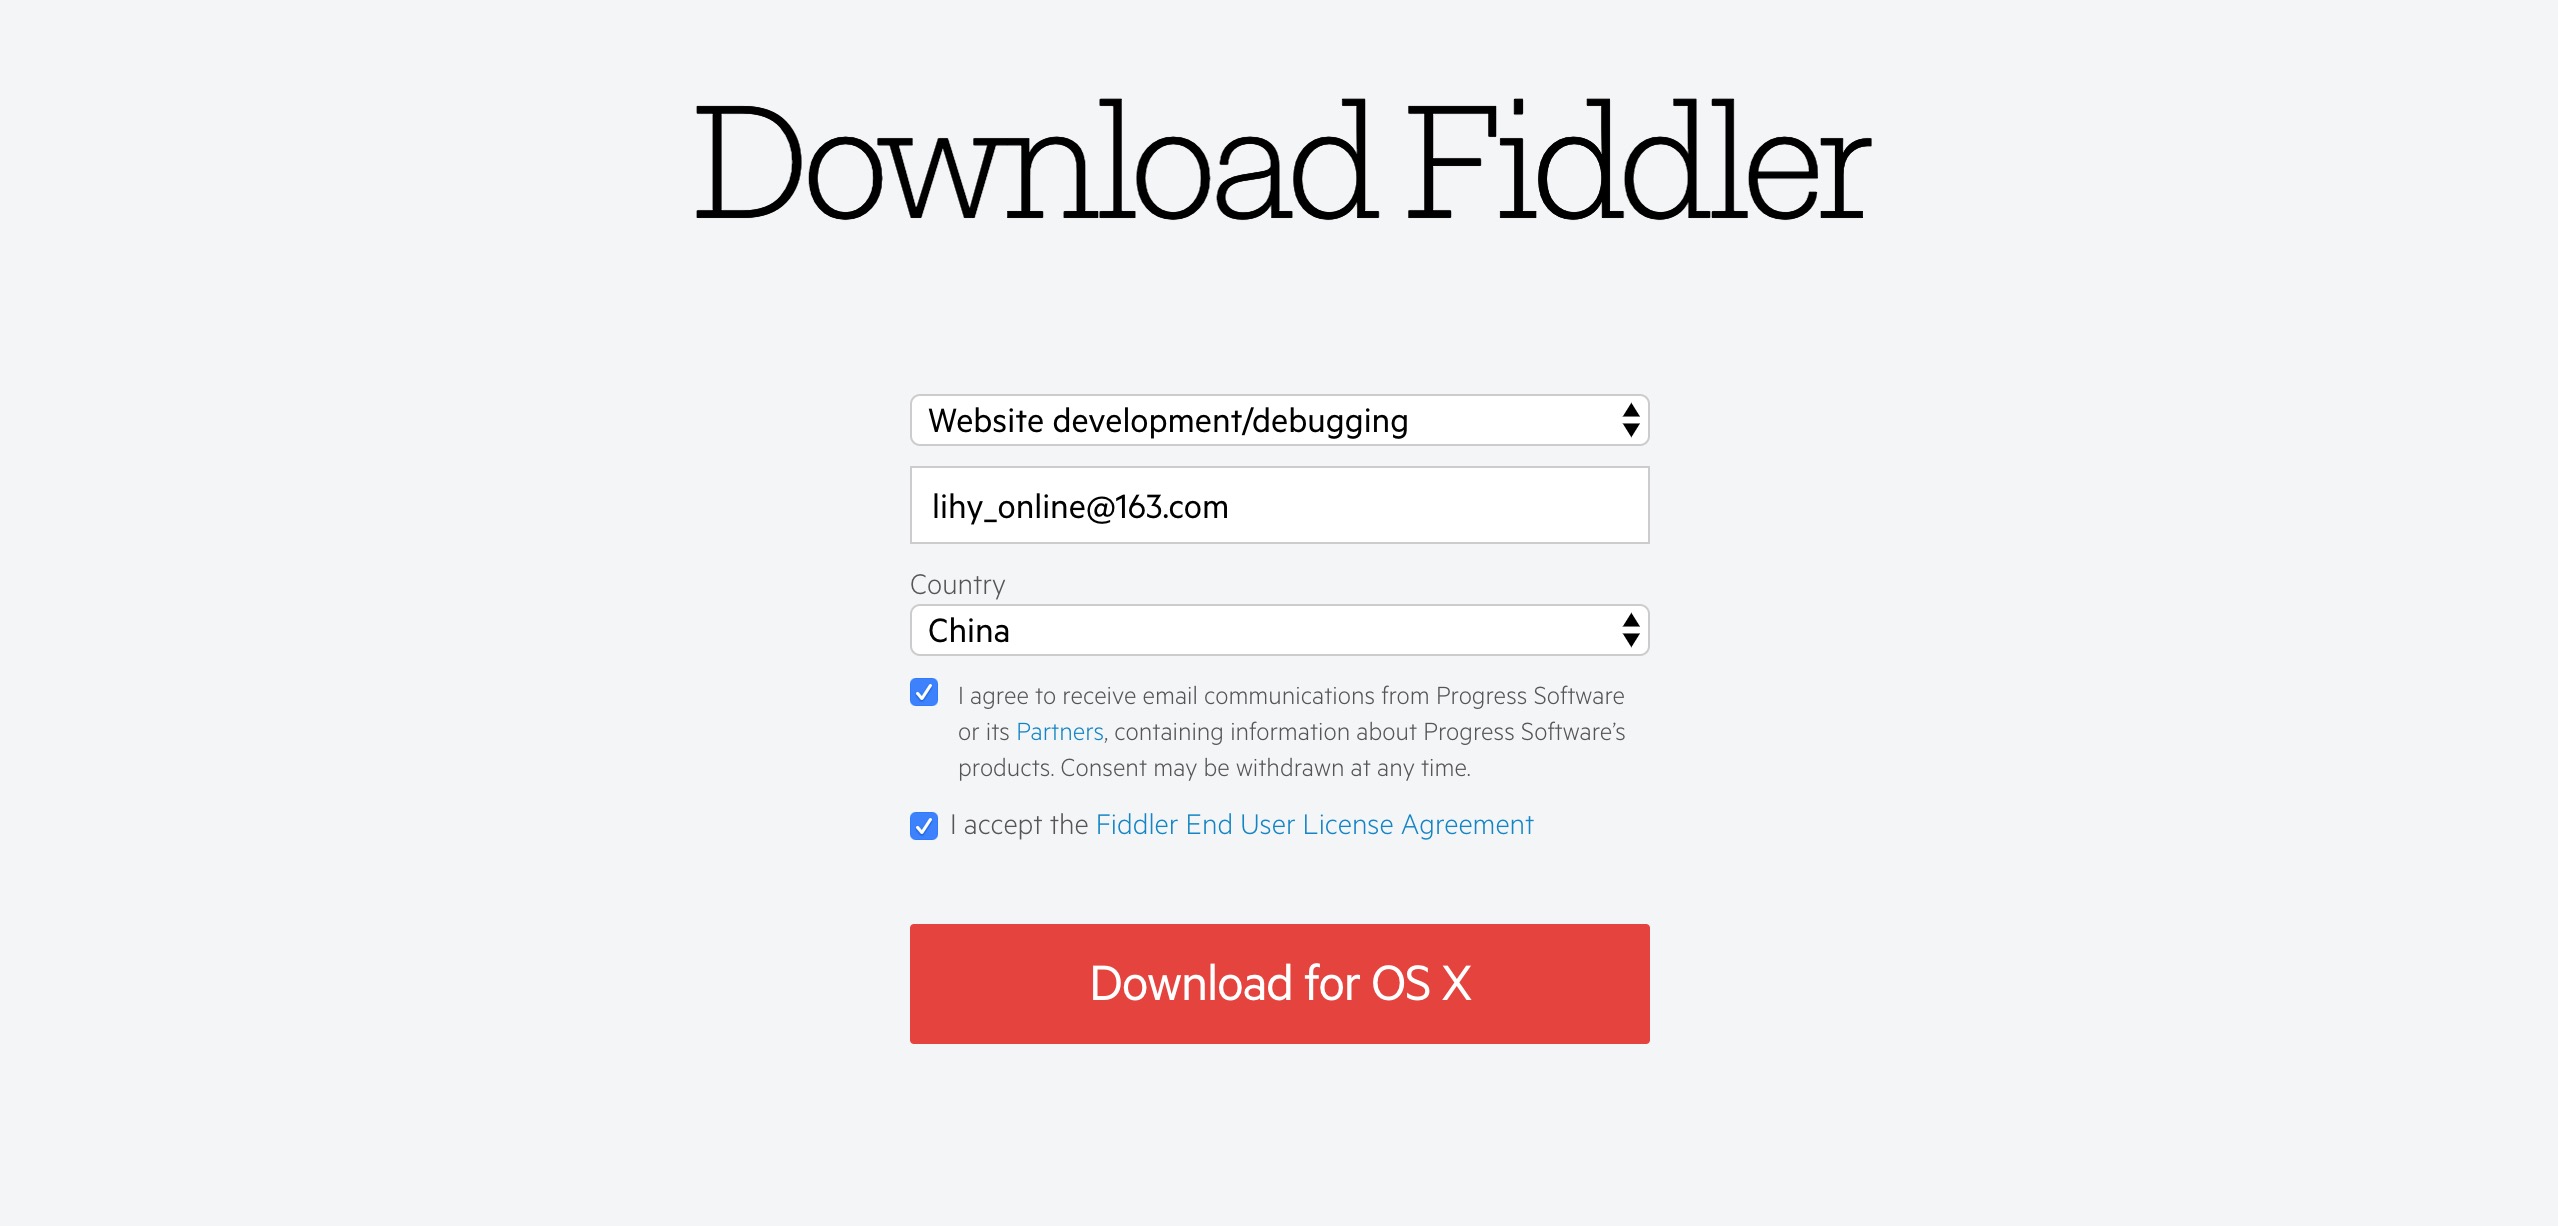 Download Fiddler
Website development/debugging
lihy_online@163.com
Country
China
I agree to receive email communications from Progress Software
or its Partners, containing information about Progress Software’s
products. Consent may be withdrawn at any time.
I accept the Fiddler End User License Agreement
Download for OS X